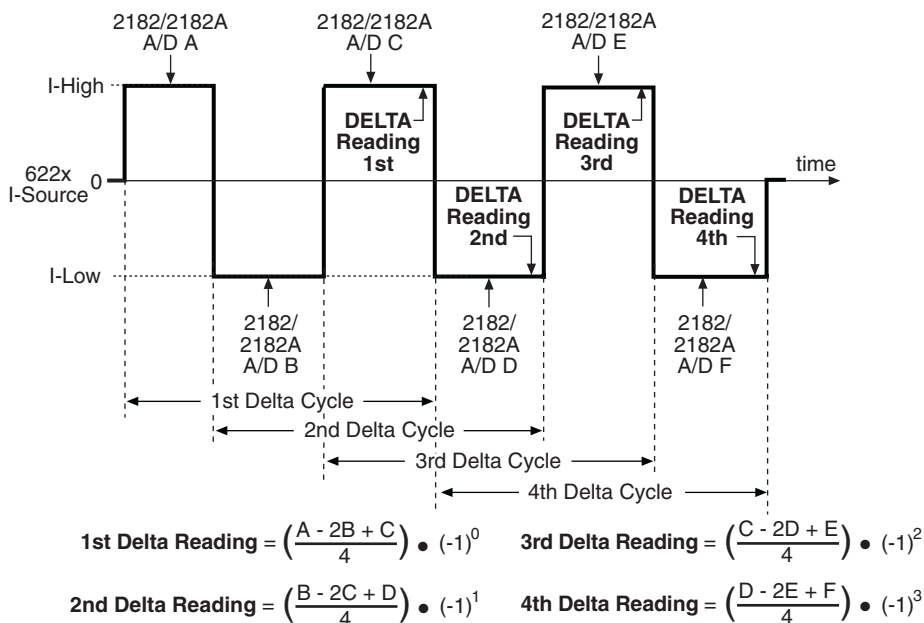 2182/2182A
A/D A
2182/2182A
A/D C
2182/2182A
A/D E
I-High
DELTA
Reading
1st
DELTA
Reading
3rd
622x
I-Source
0
time
DELTA
Reading
2nd
DELTA
Reading
4th
I-Low
2182/
2182A
A/D B
2182/
2182A
A/D D
2182/
2182A
A/D F
1st Delta Cycle
2nd Delta Cycle
3rd Delta Cycle
4th Delta Cycle
1st Delta Reading = (A - 2B + C / 4) • (-1)^0
3rd Delta Reading = (C - 2D + E / 4) • (-1)^2
2nd Delta Reading = (B - 2C + D / 4) • (-1)^1
4th Delta Reading = (D - 2E + F / 4) • (-1)^3